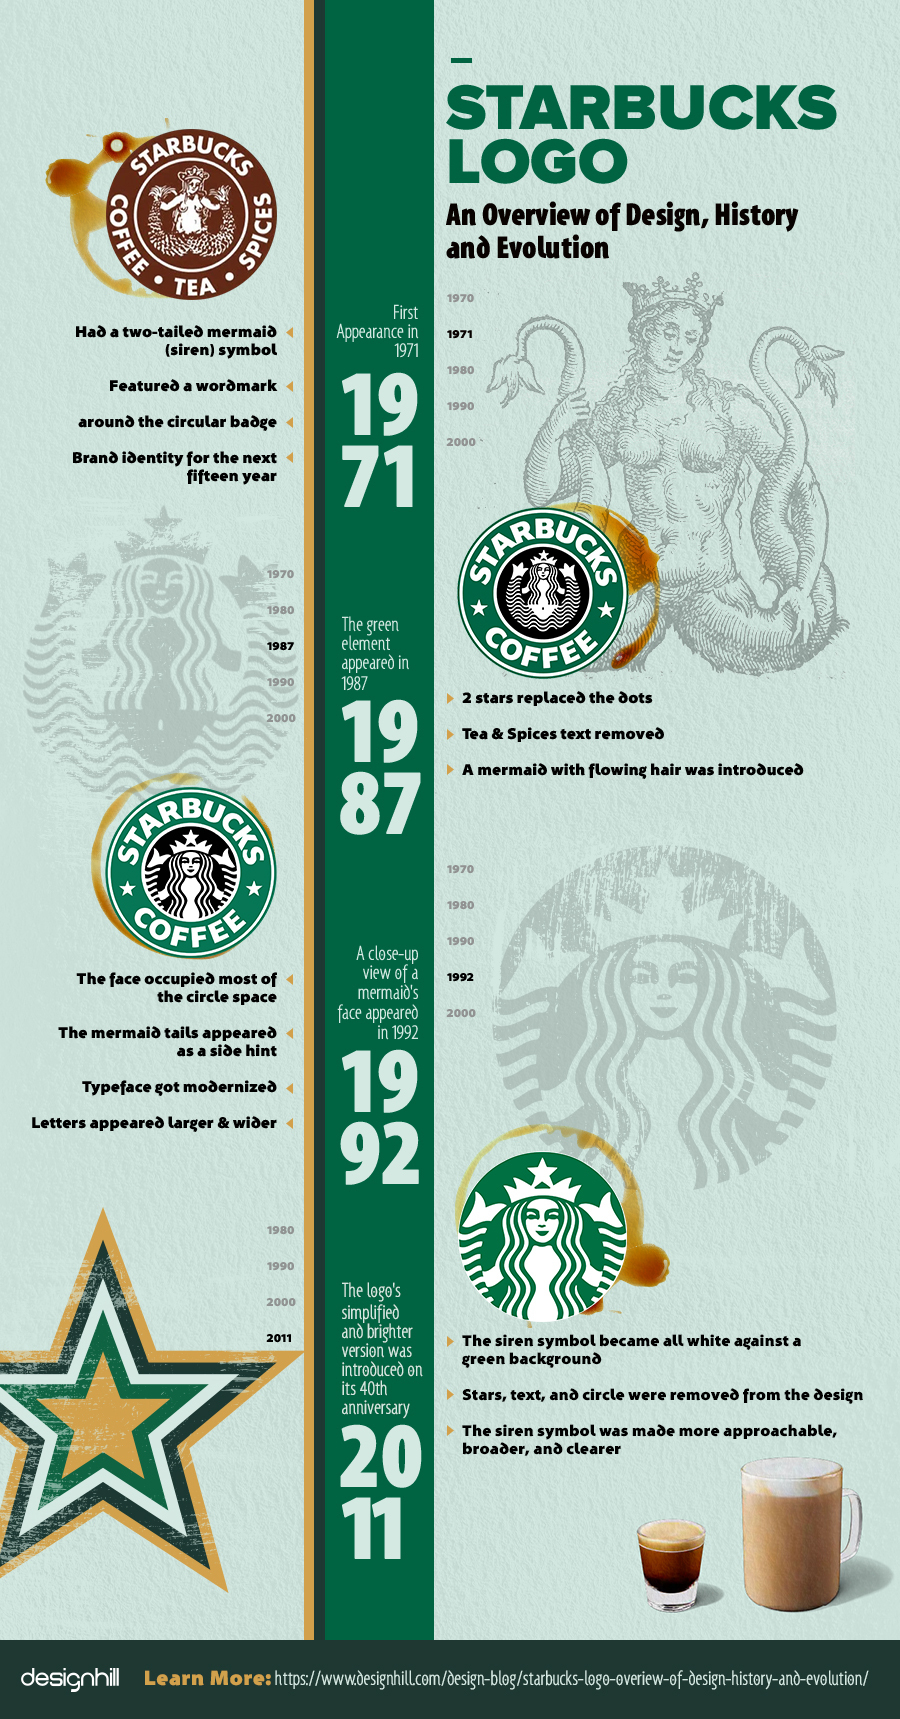 STARBUCKS
LOGO
An Overview of Design, History
and Evolution
STARBUCKS
COFFEE • TEA • SPICES
Had a two-tailed mermaid
(siren) symbol
Featured a wordmark
around the circular badge
Brand identity for the next
fifteen year
First
Appearance in
1971
19
71
1970
1971
1980
1990
2000
1970
1980
1987
1990
2000
The green
element
appeared in
1987
19
87
STARBUCKS
COFFEE
2 stars replaced the dots
Tea & Spices text removed
A mermaid with flowing hair was introduced
STARBUCKS
COFFEE
The face occupied most of
the circle space
The mermaid tails appeared
as a side hint
Typeface got modernized
Letters appeared larger & wider
A close-up
view of a
mermaid's
face appeared
in 1992
19
92
1970
1980
1990
1992
2000
1980
1990
2000
2011
The logo's
simplified
and brighter
version was
introduced on
its 40th
anniversary
20
11
The siren symbol became all white against a
green background
Stars, text, and circle were removed from the design
The siren symbol was made more approachable,
broader, and clearer
designhill
Learn More: https://www.designhill.com/design-blog/starbucks-logo-overiew-of-design-history-and-evolution/